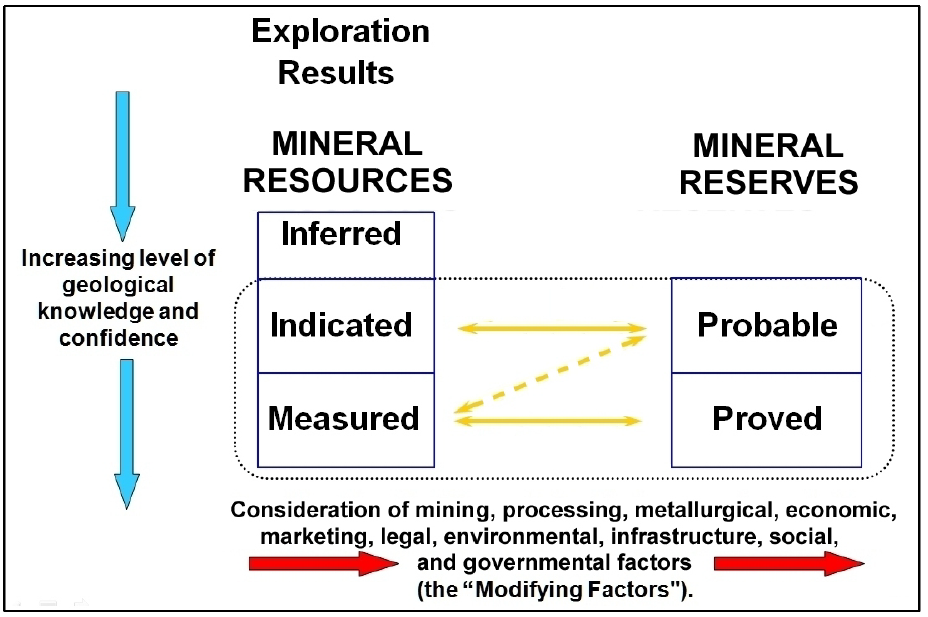 Exploration
Results
MINERAL
RESOURCES
MINERAL
RESERVES
Inferred
Increasing level of
geological
knowledge and
confidence
Indicated
Probable
Measured
Proved
Consideration of mining, processing, metallurgical, economic,
marketing, legal, environmental, infrastructure, social,
and governmental factors
(the “Modifying Factors").